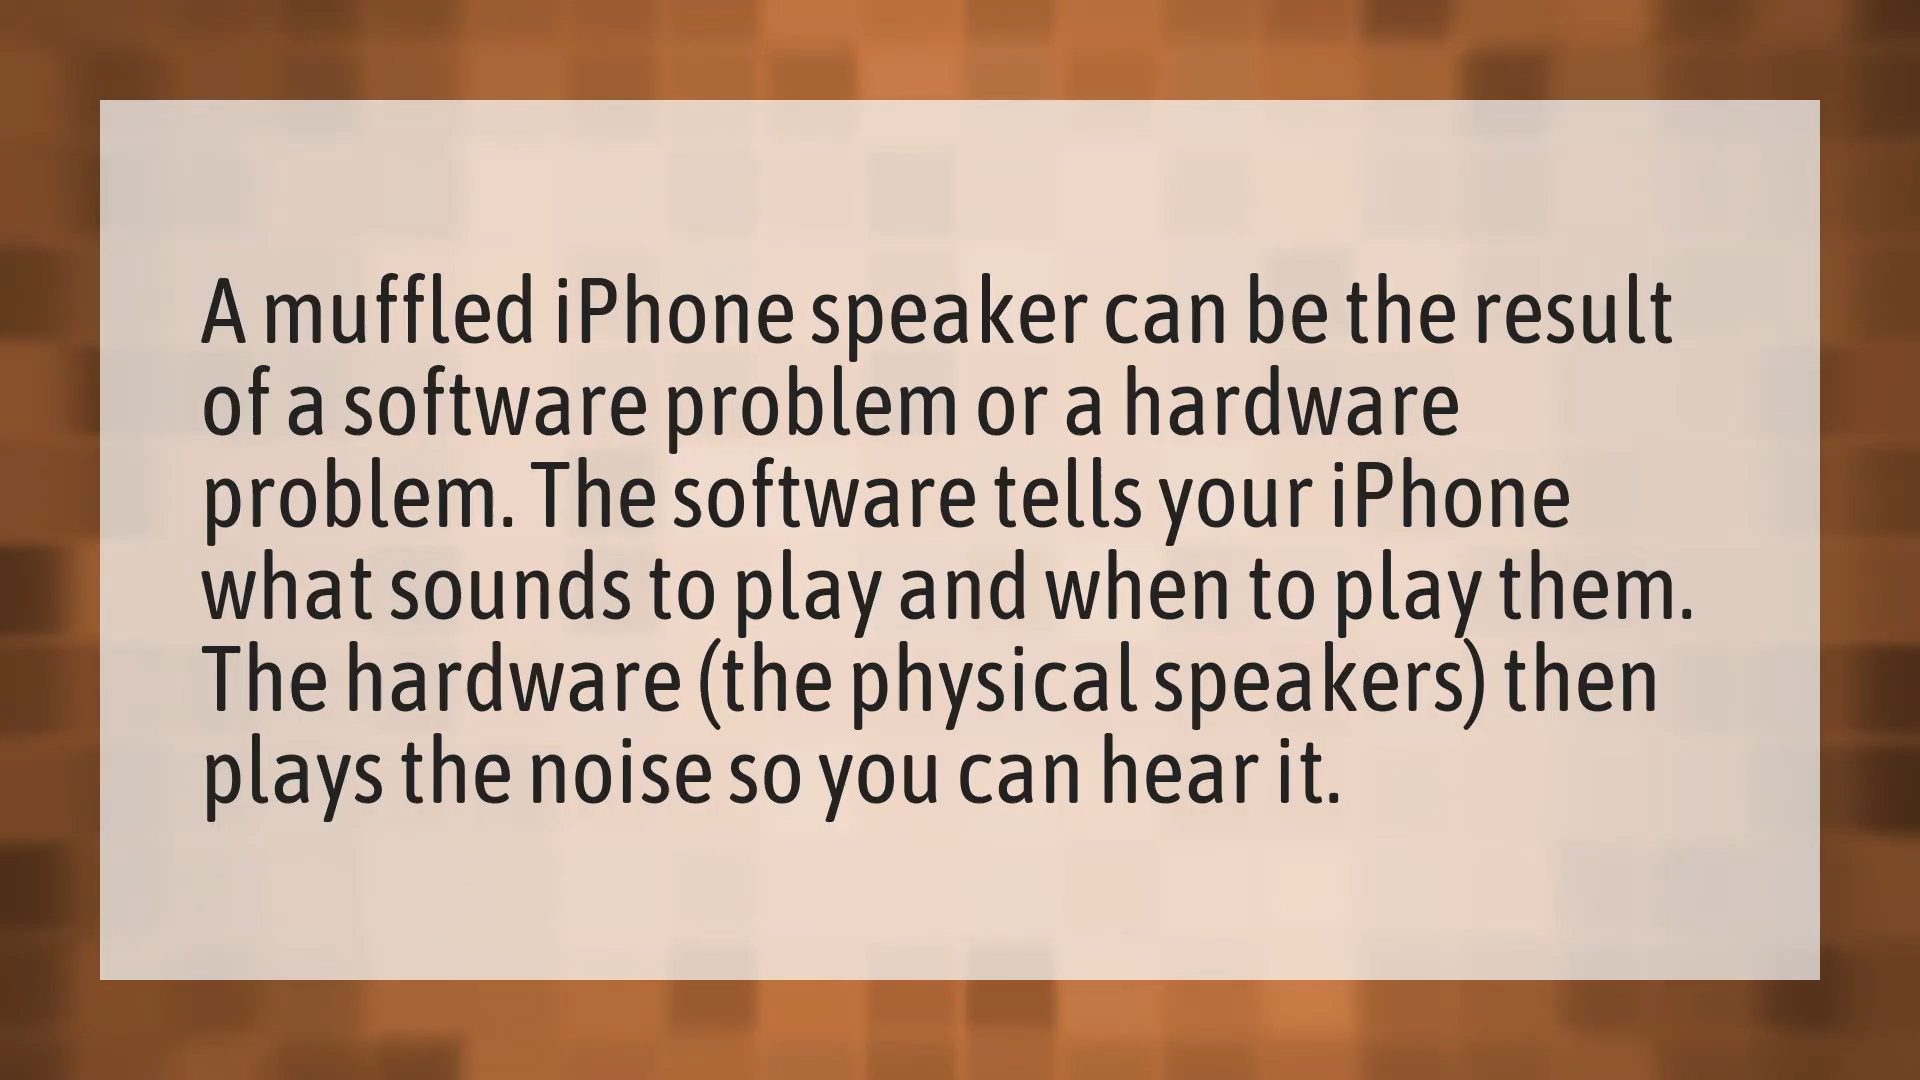 A muffled iPhone speaker can be the result
of a software problem or a hardware
problem. The software tells your iPhone
what sounds to play and when to play them.
The hardware (the physical speakers) then
plays the noise so you can hear it.